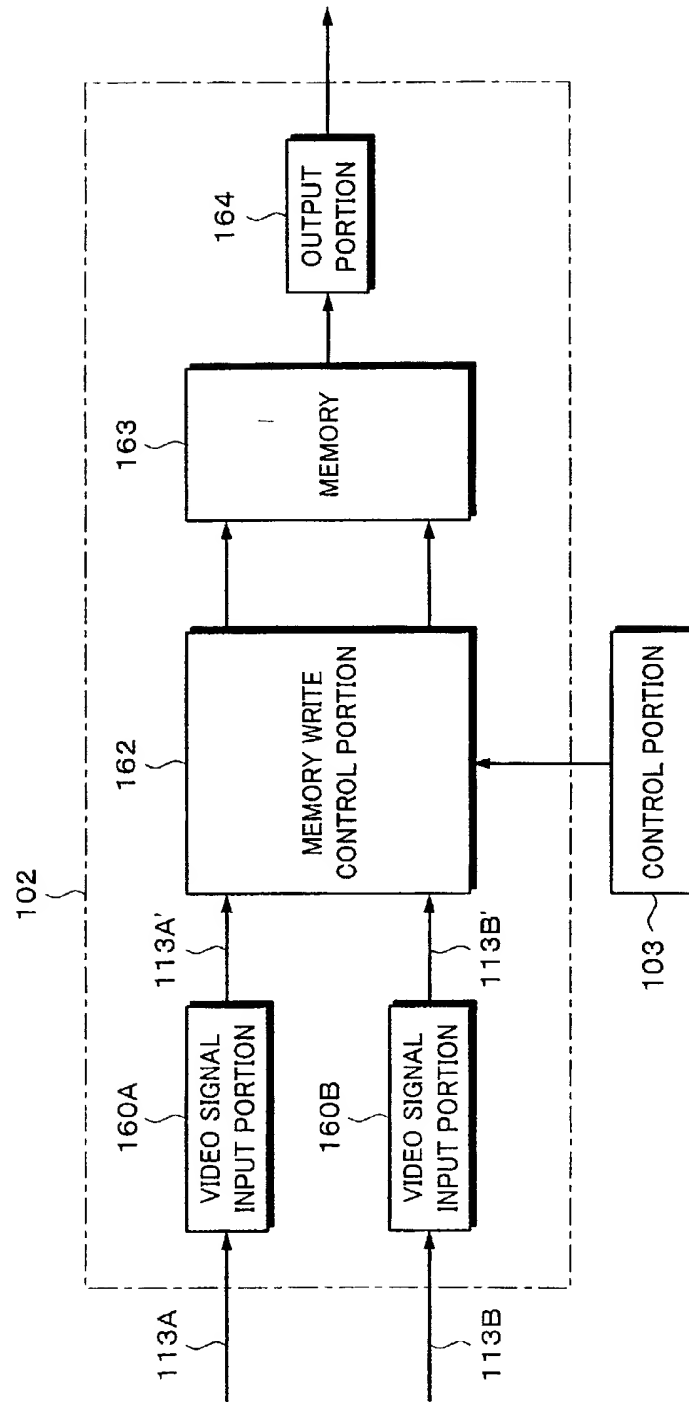 102
113A
160A
VIDEO SIGNAL
INPUT PORTION
113A'
162
MEMORY WRITE
CONTROL PORTION
163
MEMORY
164
OUTPUT
PORTION
113B
160B
VIDEO SIGNAL
INPUT PORTION
113B'
103
CONTROL PORTION